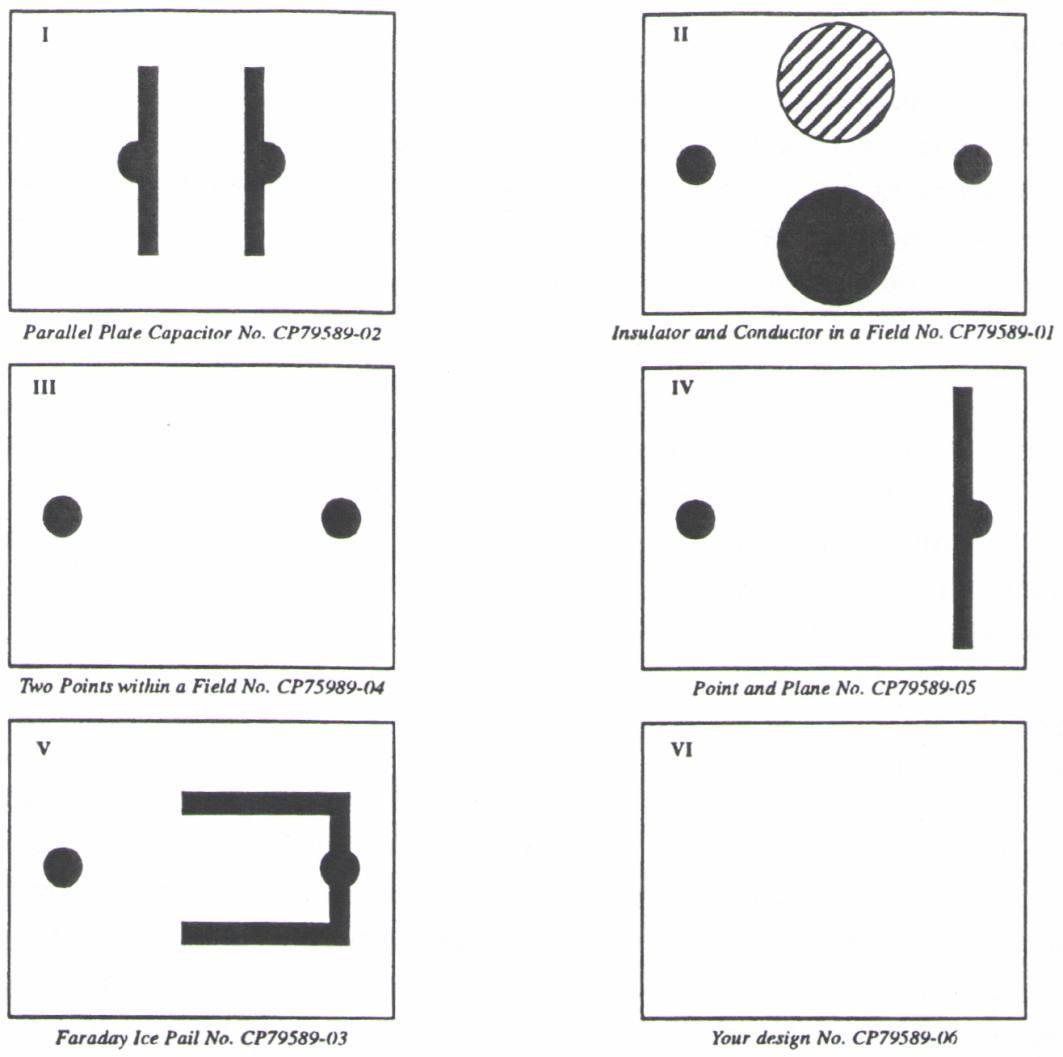 I
II
Parallel Plate Capacitor No. CP79589-02
Insulator and Conductor in a Field No. CP79589-01
III
IV
Two Points within a Field No. CP75989-04
Point and Plane No. CP79589-05
V
VI
Faraday Ice Pail No. CP79589-03
Your design No. CP79589-06